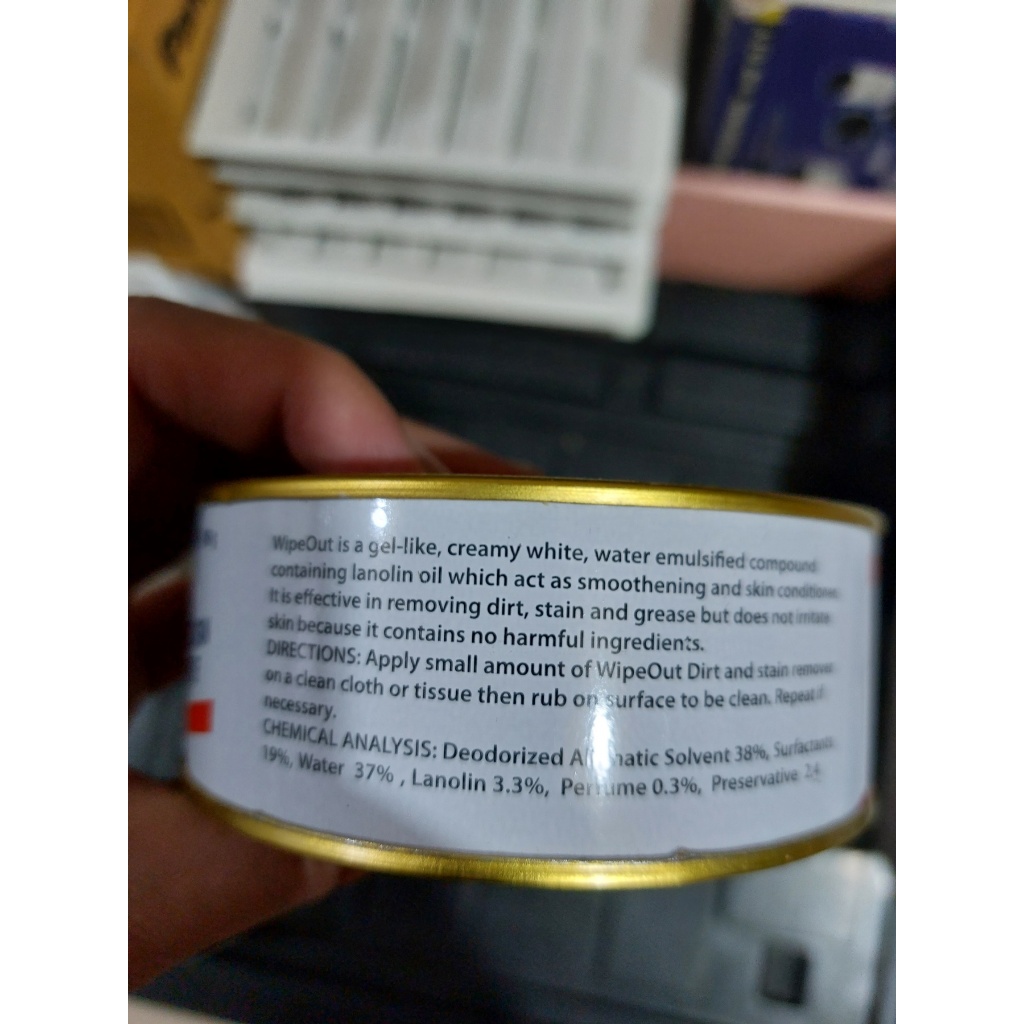 WipeOut is a gel-like, creamy white, water emulsified compound
containing lanolin oil which act as smoothening and skin
It is effective in removing dirt, stain and grease but does not irritate
skin because it contains no harmful ingredients.
DIRECTIONS: Apply small amount of WipeOut Dirt and stain remover
on a clean cloth or tissue then rub on surface to be clean. Repeat if
necessary.
CHEMICAL ANALYSIS: Deodorized Solvent 38%, Surfactants
19%, Water 37% , Lanolin 3.3%, Perfume 0.3%, Preservative